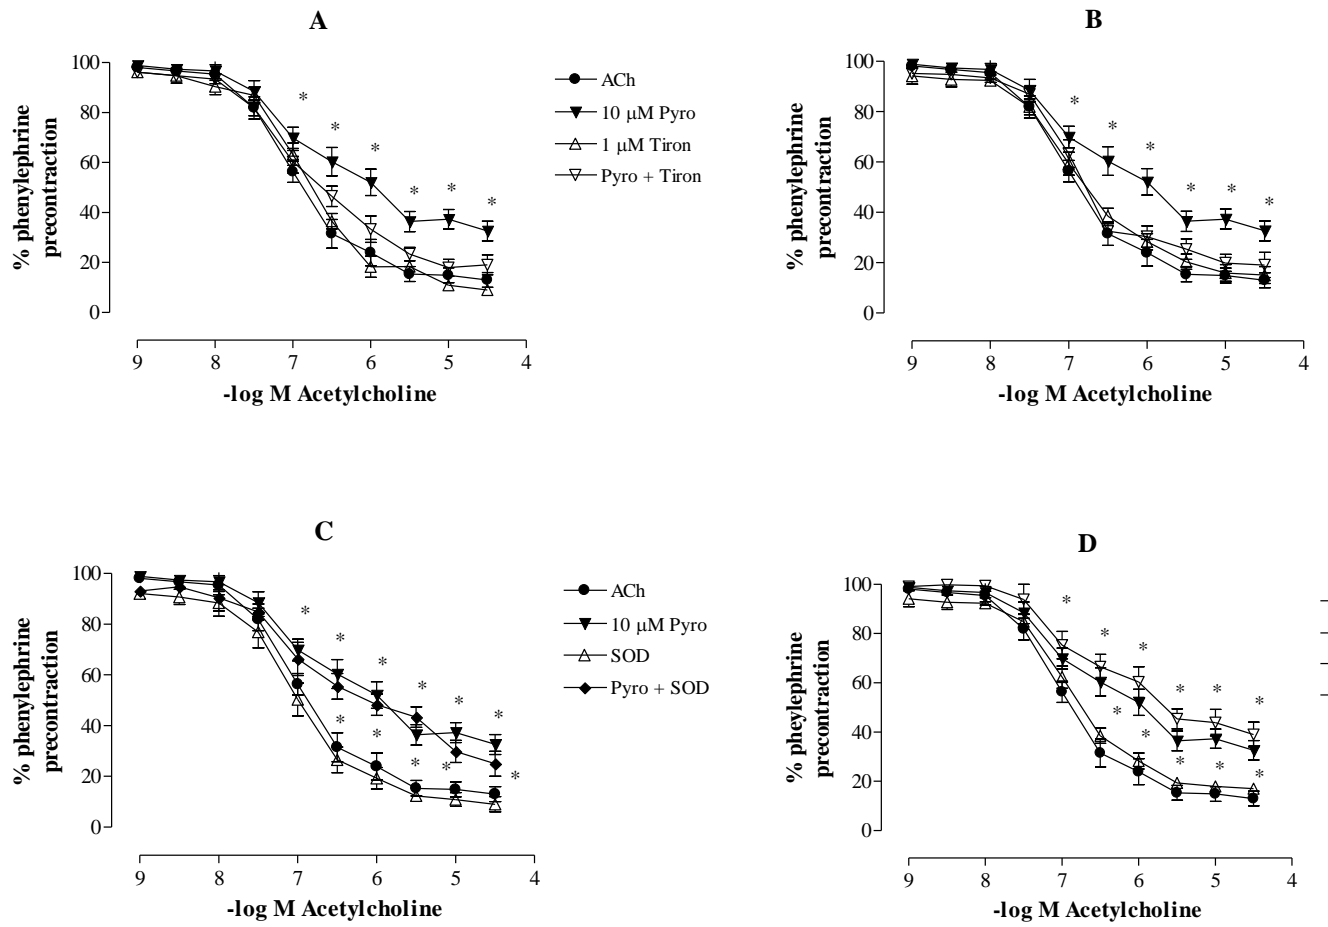 A
% phenylephrine
precontraction
100
80
60
40
20
0
* * * * * *
9 8 7 6 5 4
-log M Acetylcholine
ACh
10 μM Pyro
1 μM Tiron
Pyro + Tiron
B
% phenylephrine
precontraction
100
80
60
40
20
0
* * * * * *
9 8 7 6 5 4
-log M Acetylcholine
C
% phenylephrine
precontraction
100
80
60
40
20
0
* * * * * *
* * * * *
9 8 7 6 5 4
-log M Acetylcholine
ACh
10 μM Pyro
SOD
Pyro + SOD
D
% pheylephrine
precontraction
100
80
60
40
20
0
* * * * * *
* * * * *
9 8 7 6 5 4
-log M Acetylcholine